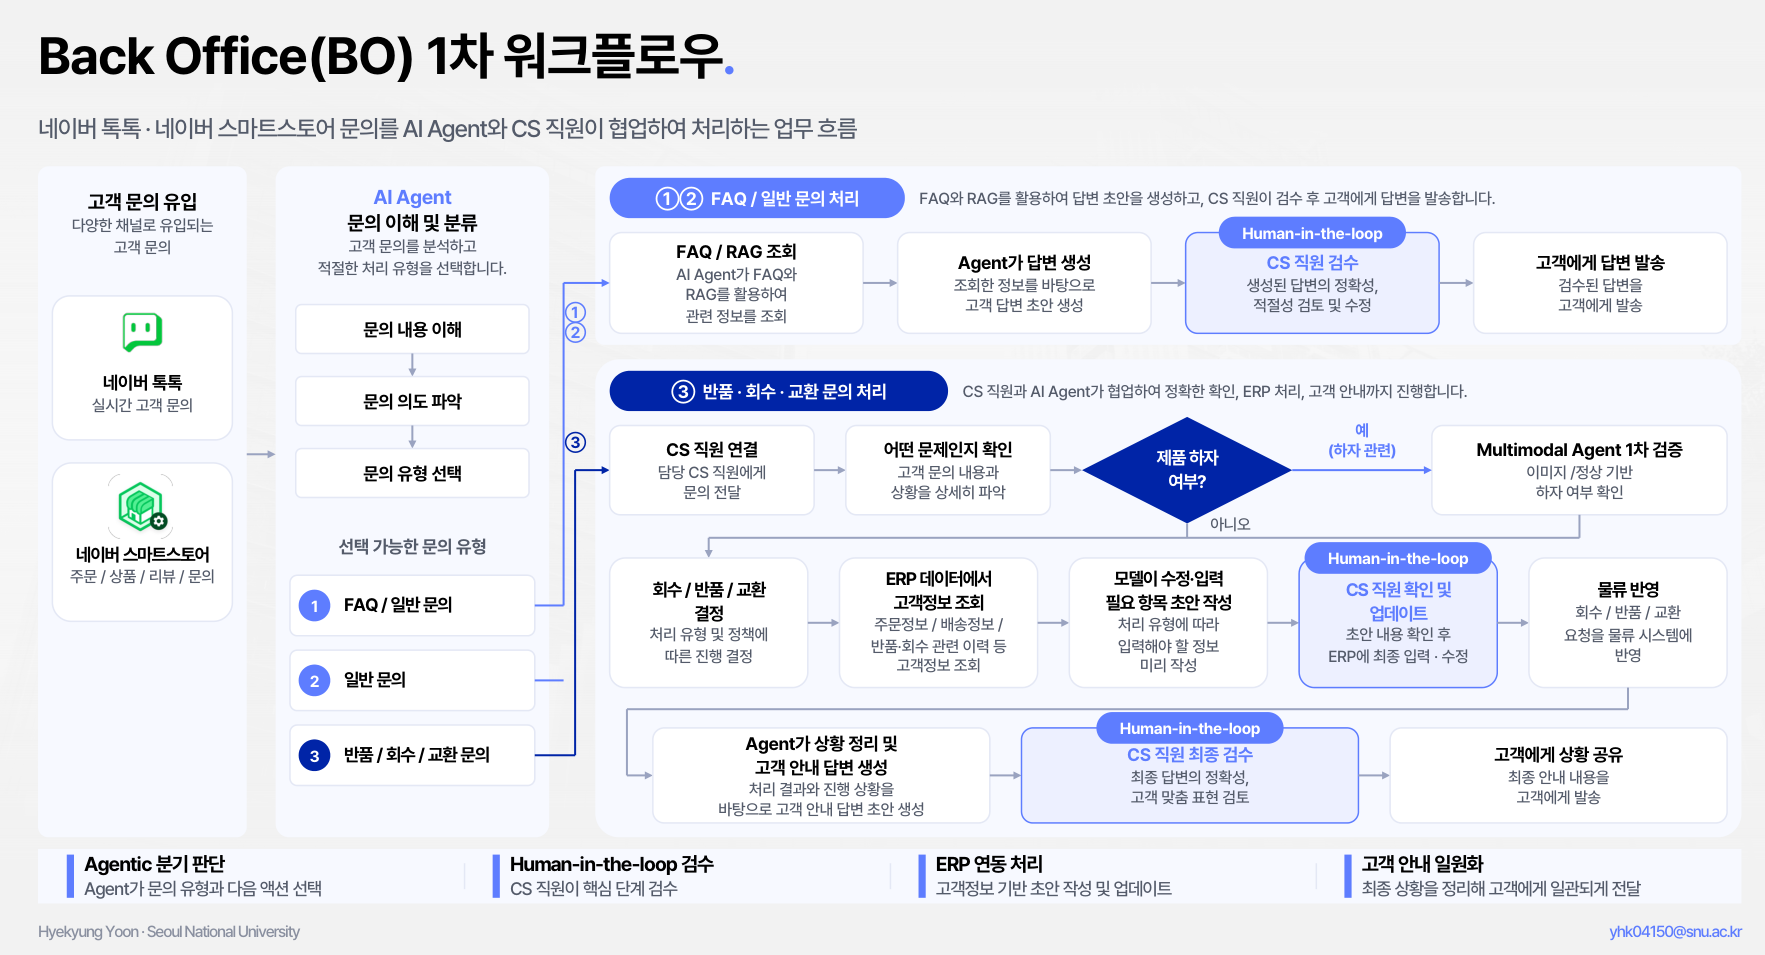 Back Office(BO) 1차 워크플로우.
네이버 톡톡 · 네이버 스마트스토어 문의를 AI Agent와 CS 직원이 협업하여 처리하는 업무 흐름
고객 문의 유입
다양한 채널로 유입되는
고객 문의
네이버 톡톡
실시간 고객 문의
네이버 스마트스토어
주문 / 상품 / 리뷰 / 문의
AI Agent
문의 이해 및 분류
고객 문의를 분석하고
적절한 처리 유형을 선택합니다.
문의 내용 이해
문의 의도 파악
문의 유형 선택
선택 가능한 문의 유형
1 FAQ / 일반 문의
2 일반 문의
3 반품 / 회수 / 교환 문의
①
②
③
①② FAQ / 일반 문의 처리
FAQ와 RAG를 활용하여 답변 초안을 생성하고, CS 직원이 검수 후 고객에게 답변을 발송합니다.
FAQ / RAG 조회
AI Agent가 FAQ와
RAG를 활용하여
관련 정보를 조회
Agent가 답변 생성
조회한 정보를 바탕으로
고객 답변 초안 생성
Human-in-the-loop
CS 직원 검수
생성된 답변의 정확성,
적절성 검토 및 수정
고객에게 답변 발송
검수된 답변을
고객에게 발송
③ 반품 · 회수 · 교환 문의 처리
CS 직원과 AI Agent가 협업하여 정확한 확인, ERP 처리, 고객 안내까지 진행합니다.
CS 직원 연결
담당 CS 직원에게
문의 전달
어떤 문제인지 확인
고객 문의 내용과
상황을 상세히 파악
제품 하자
여부?
예
(하자 관련)
아니오
Multimodal Agent 1차 검증
이미지 /정상 기반
하자 여부 확인
회수 / 반품 / 교환
결정
처리 유형 및 정책에
따른 진행 결정
ERP 데이터에서
고객정보 조회
주문정보 / 배송정보 /
반품·회수 관련 이력 등
고객정보 조회
모델이 수정·입력
필요 항목 초안 작성
처리 유형에 따라
입력해야 할 정보
미리 작성
Human-in-the-loop
CS 직원 확인 및
업데이트
초안 내용 확인 후
ERP에 최종 입력 · 수정
물류 반영
회수 / 반품 / 교환
요청을 물류 시스템에
반영
Agent가 상황 정리 및
고객 안내 답변 생성
처리 결과와 진행 상황을
바탕으로 고객 안내 답변 초안 생성
Human-in-the-loop
CS 직원 최종 검수
최종 답변의 정확성,
고객 맞춤 표현 검토
고객에게 상황 공유
최종 안내 내용을
고객에게 발송
Agentic 분기 판단
Agent가 문의 유형과 다음 액션 선택
Human-in-the-loop 검수
CS 직원이 핵심 단계 검수
ERP 연동 처리
고객정보 기반 초안 작성 및 업데이트
고객 안내 일원화
최종 상황을 정리해 고객에게 일관되게 전달
Hyekyung Yoon · Seoul National University
yhk04150@snu.ac.kr